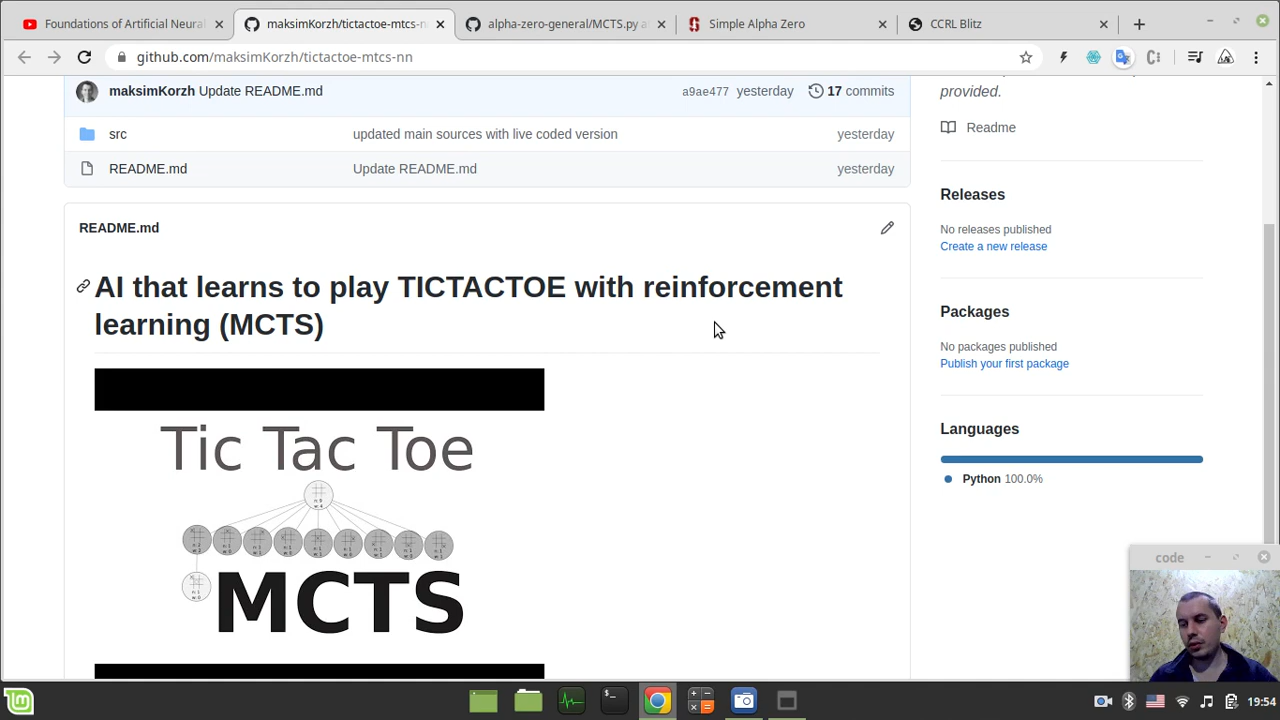 Foundations of Artificial Neural
maksimKorzh/tictactoe-mtcs-n
alpha-zero-general/MCTS.py a
Simple Alpha Zero
CCRL Blitz
github.com/maksimKorzh/tictactoe-mtcs-nn
maksimKorzh Update README.md
a9ae477 yesterday
17 commits
provided.
Readme
src
updated main sources with live coded version
yesterday
README.md
Update README.md
yesterday
Releases
No releases published
Create a new release
README.md
AI that learns to play TICTACTOE with reinforcement
learning (MCTS)
Packages
No packages published
Publish your first package
Tic Tac Toe
MCTS
Languages
Python 100.0%
code
19:54